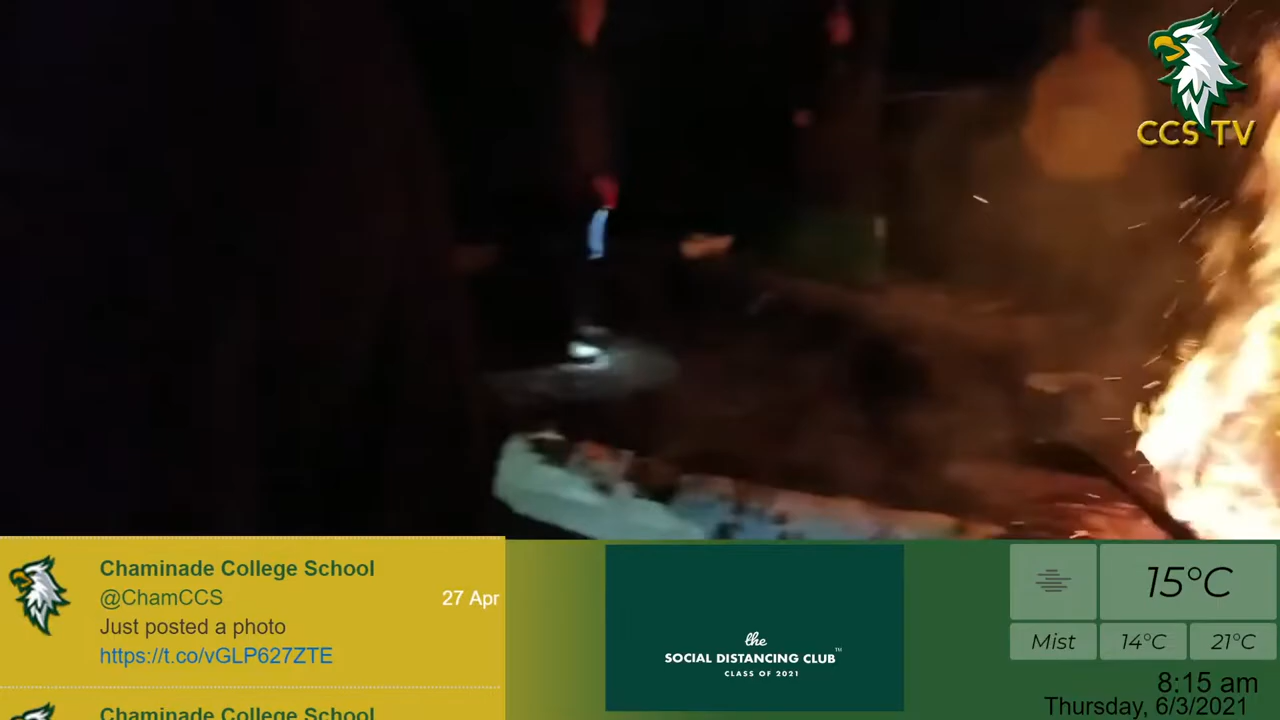 CCS TV
Chaminade College School
@ChamCCS
27 Apr
Just posted a photo
https://t.co/vGLP627ZTE
Chaminade College School
the
SOCIAL DISTANCING CLUB™
CLASS OF 2021
15°C
Mist
14°C
21°C
8:15 am
Thursday, 6/3/2021